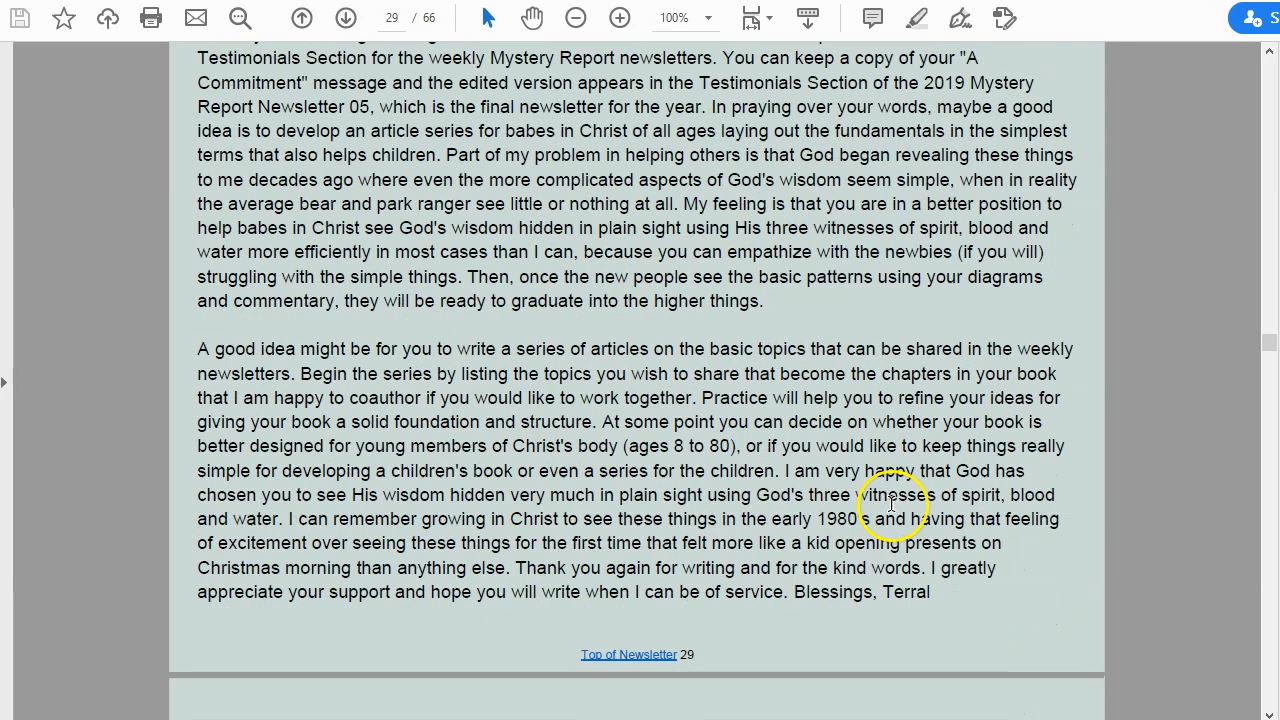 29 / 66
100%
S
Testimonials Section for the weekly Mystery Report newsletters. You can keep a copy of your "A
Commitment" message and the edited version appears in the Testimonials Section of the 2019 Mystery
Report Newsletter 05, which is the final newsletter for the year. In praying over your words, maybe a good
idea is to develop an article series for babes in Christ of all ages laying out the fundamentals in the simplest
terms that also helps children. Part of my problem in helping others is that God began revealing these things
to me decades ago where even the more complicated aspects of God's wisdom seem simple, when in reality
the average bear and park ranger see little or nothing at all. My feeling is that you are in a better position to
help babes in Christ see God's wisdom hidden in plain sight using His three witnesses of spirit, blood and
water more efficiently in most cases than I can, because you can empathize with the newbies (if you will)
struggling with the simple things. Then, once the new people see the basic patterns using your diagrams
and commentary, they will be ready to graduate into the higher things.
A good idea might be for you to write a series of articles on the basic topics that can be shared in the weekly
newsletters. Begin the series by listing the topics you wish to share that become the chapters in your book
that I am happy to coauthor if you would like to work together. Practice will help you to refine your ideas for
giving your book a solid foundation and structure. At some point you can decide on whether your book is
better designed for young members of Christ's body (ages 8 to 80), or if you would like to keep things really
simple for developing a children's book or even a series for the children. I am very happy that God has
chosen you to see His wisdom hidden very much in plain sight using God's three witnesses of spirit, blood
and water. I can remember growing in Christ to see these things in the early 1980's and having that feeling
of excitement over seeing these things for the first time that felt more like a kid opening presents on
Christmas morning than anything else. Thank you again for writing and for the kind words. I greatly
appreciate your support and hope you will write when I can be of service. Blessings, Terral
Top of Newsletter 29